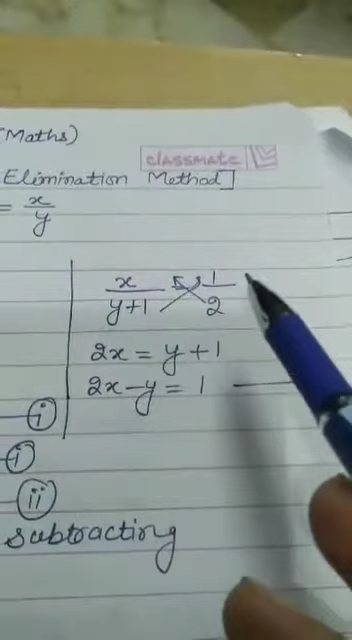 (Maths)
classmate
Elimination Method]
= x/y
x/(y+1) = 1/2
2x = y+1
2x-y = 1
(i)
(i)
(ii)
subtracting